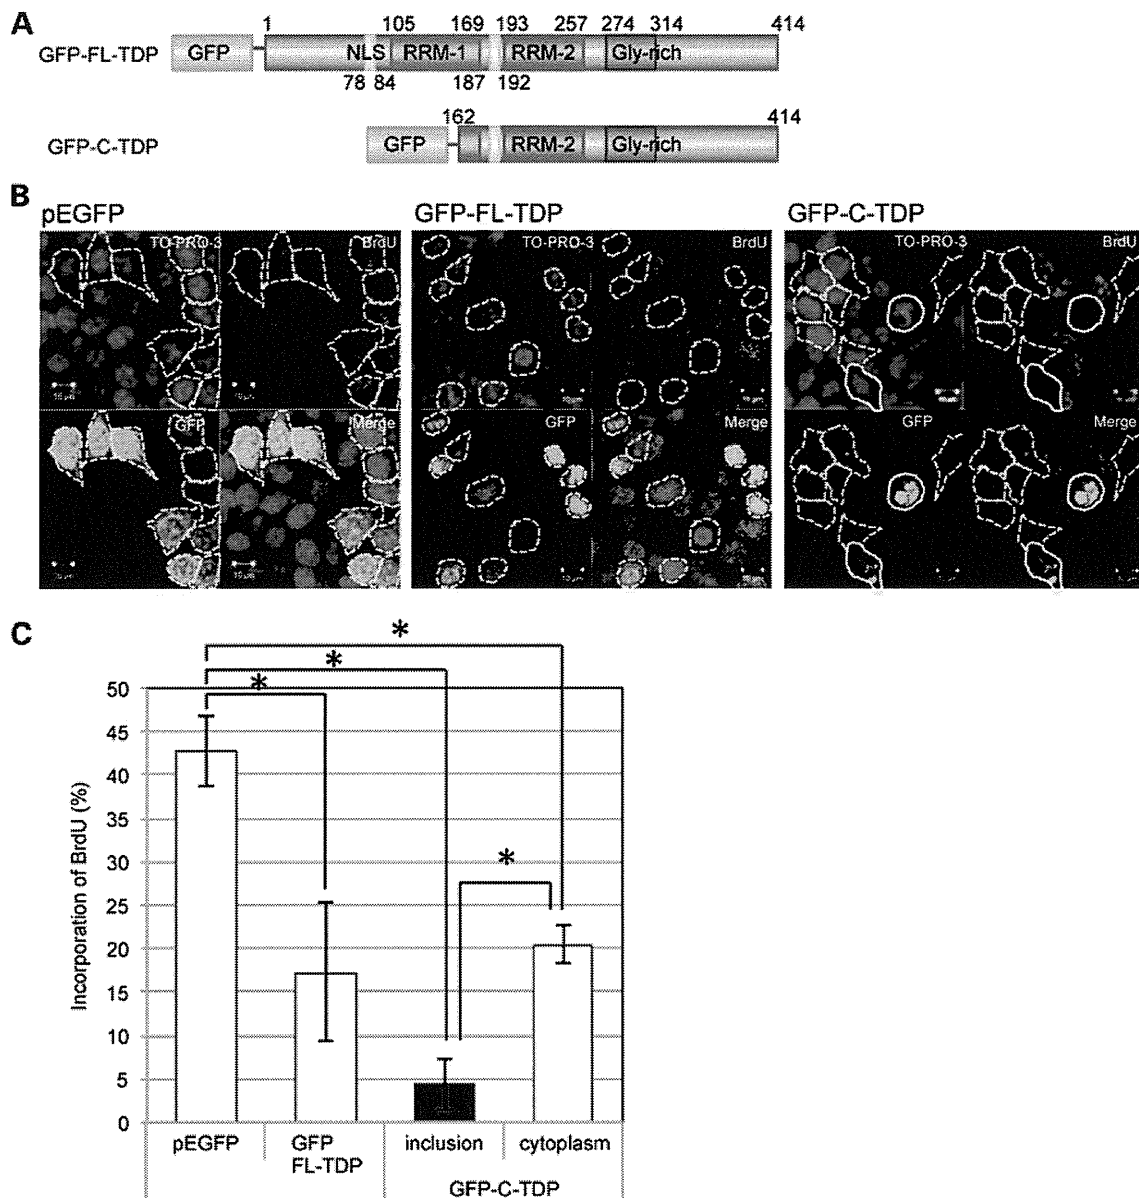 A
1 105 169 193 257 274 314 414
GFP-FL-TDP GFP NLS RRM-1 RRM-2 Gly-rich
78 84 187 192
162 414
GFP-C-TDP GFP RRM-2 Gly-rich
B
pEGFP GFP-FL-TDP GFP-C-TDP
TO-PRO-3 BrdU TO-PRO-3 BrdU TO-PRO-3 BrdU
GFP Merge GFP Merge GFP Merge
C
*
*
*
*
50
45
40
35
30
25
20
15
10
5
0
Incorporation of BrdU (%)
pEGFP GFP inclusion cytoplasm
FL-TDP
GFP-C-TDP